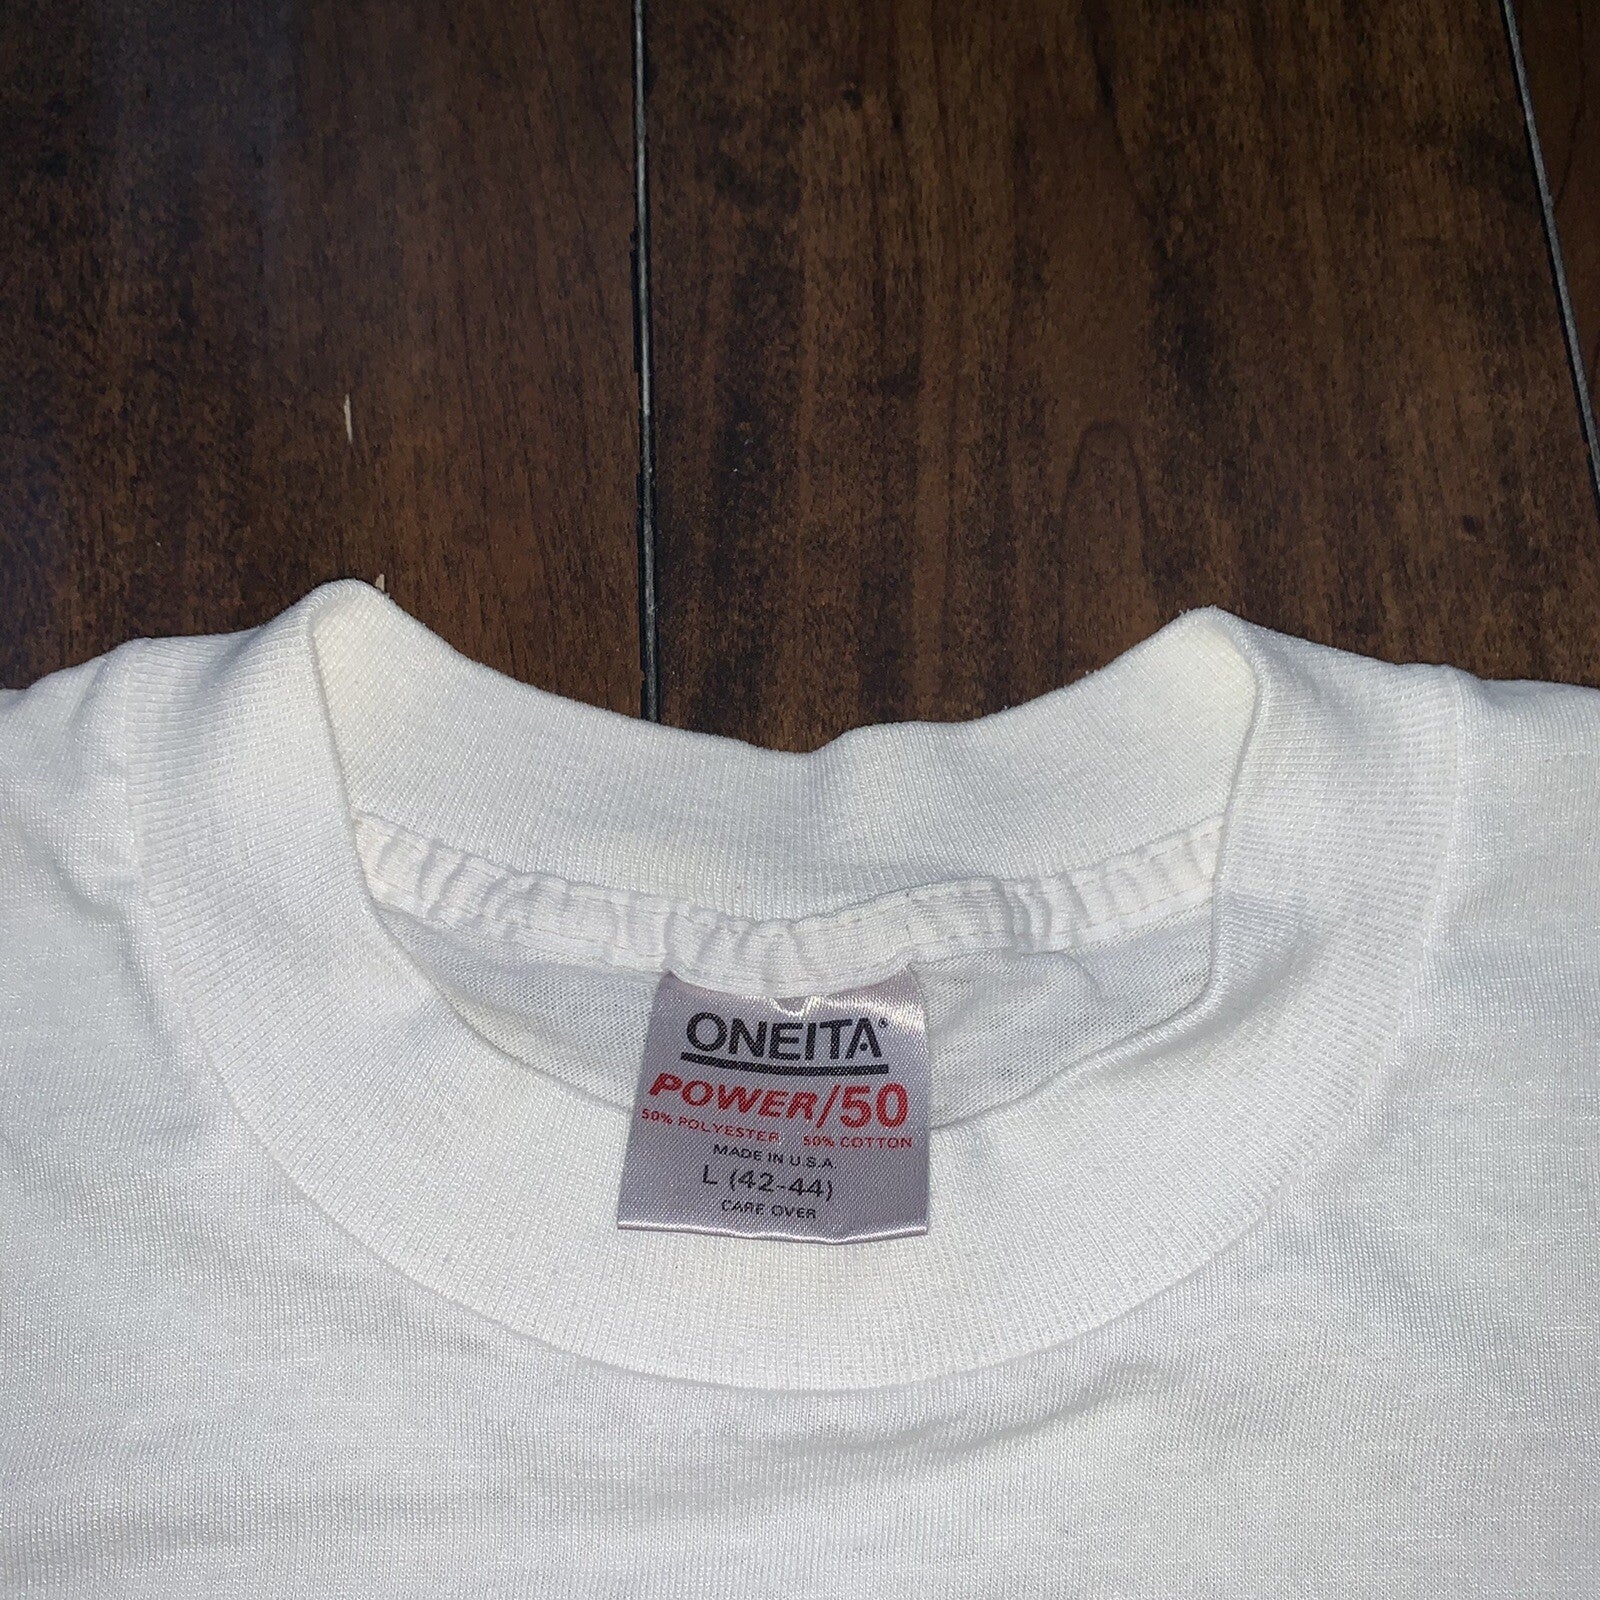 ONEITA®
POWER/50
50% POLYESTER 50% COTTON
MADE IN U.S.A.
L (42-44)
CARE OVER